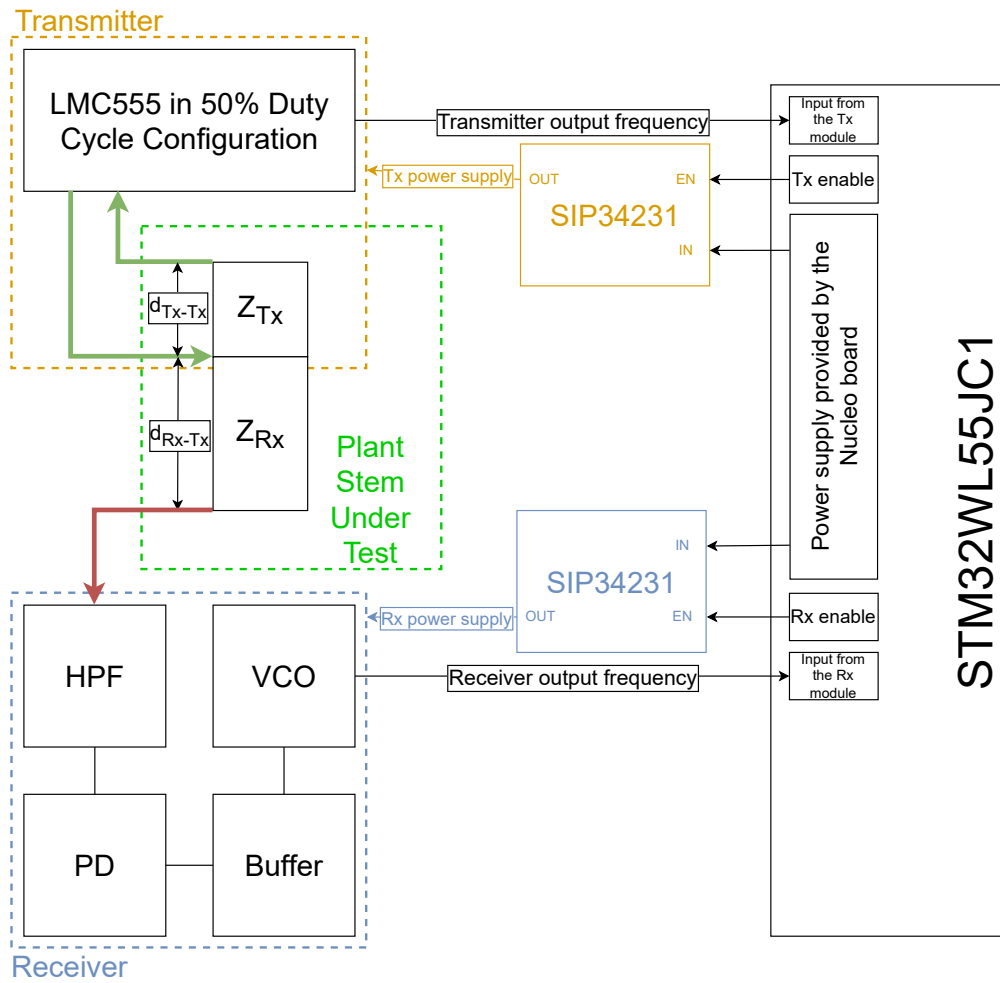 Transmitter
LMC555 in 50% Duty
Cycle Configuration
Transmitter output frequency
Input from
the Tx
module
Tx power supply
OUT
EN
SIP34231
IN
Tx enable
Power supply provided by the
Nucleo board
STM32WL55JC1
dTx-Tx
ZTx
dRx-Tx
ZRx
Plant
Stem
Under
Test
IN
SIP34231
OUT
EN
Rx power supply
Rx enable
HPF
VCO
Receiver output frequency
Input from
the Rx
module
PD
Buffer
Receiver